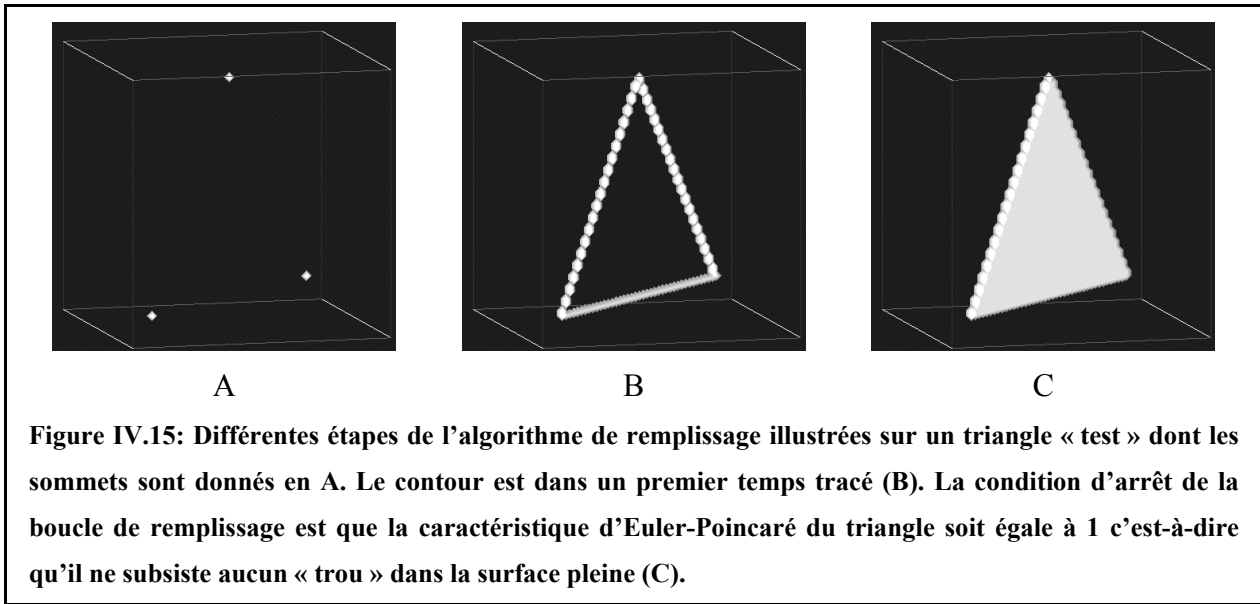 A B C
Figure IV.15: Différentes étapes de l’algorithme de remplissage illustrées sur un triangle « test » dont les
sommets sont donnés en A. Le contour est dans un premier temps tracé (B). La condition d’arrêt de la
boucle de remplissage est que la caractéristique d’Euler-Poincaré du triangle soit égale à 1 c’est-à-dire
qu’il ne subsiste aucun « trou » dans la surface pleine (C).